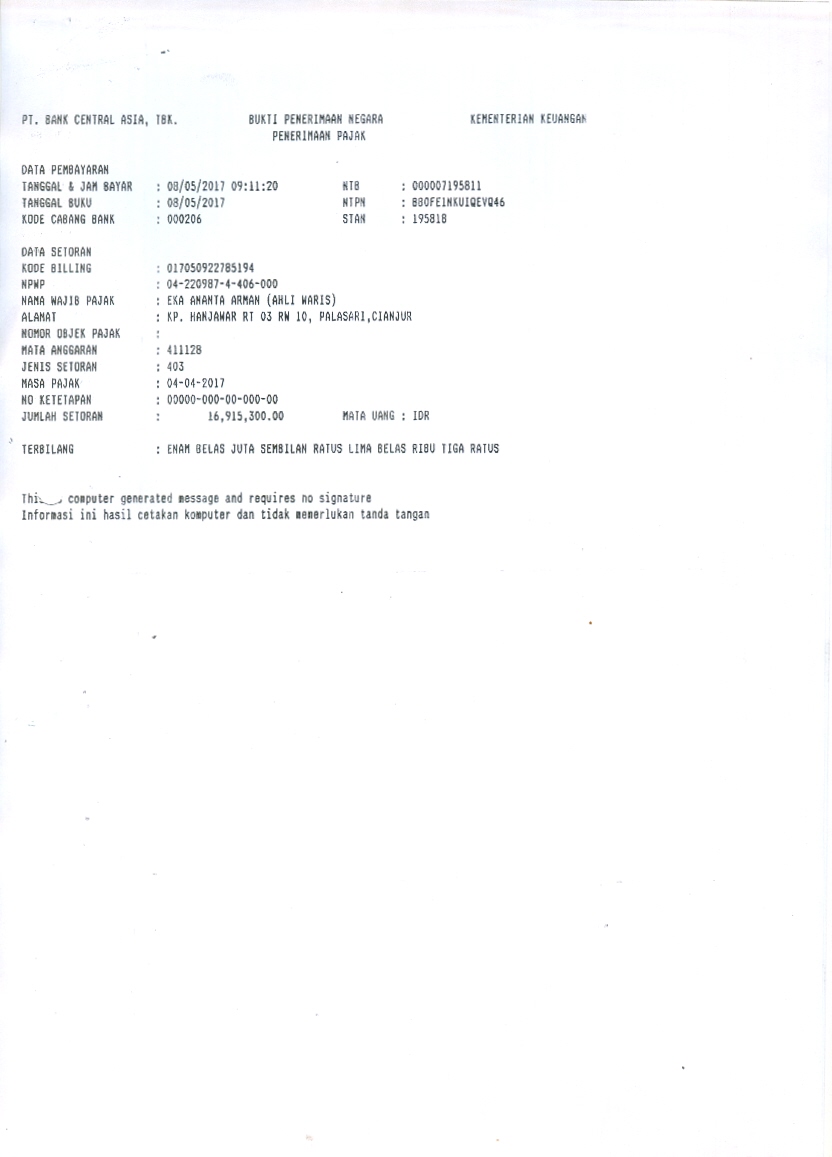 PT. BANK CENTRAL ASIA, TBK. BUKTI PENERIMAAN NEGARA KEMENTERIAN KEUANGAN
PENERIMAAN PAJAK
DATA PEMBAYARAN
TANGGAL & JAM BAYAR : 08/05/2017 09:11:20 NTB : 000007195811
TANGGAL BUKU : 08/05/2017 NTPN : BB0FE1NKUIQEVQ46
KODE CABANG BANK : 000206 STAN : 195818
DATA SETORAN
KODE BILLING : 017050922785194
NPWP : 04-220987-4-406-000
NAMA WAJIB PAJAK : EKA ANANTA ARMAN (AHLI WARIS)
ALAMAT : KP. HANJAWAR RT 03 RW 10, PALASARI,CIANJUR
NOMOR OBJEK PAJAK :
MATA ANGGARAN : 411128
JENIS SETORAN : 403
MASA PAJAK : 04-04-2017
NO KETETAPAN : 00000-000-00-000-00
JUMLAH SETORAN : 16,915,300.00 MATA UANG : IDR
TERBILANG : ENAM BELAS JUTA SEMBILAN RATUS LIMA BELAS RIBU TIGA RATUS
computer generated message and requires no signature
Informasi ini hasil cetakan komputer dan tidak memerlukan tanda tangan